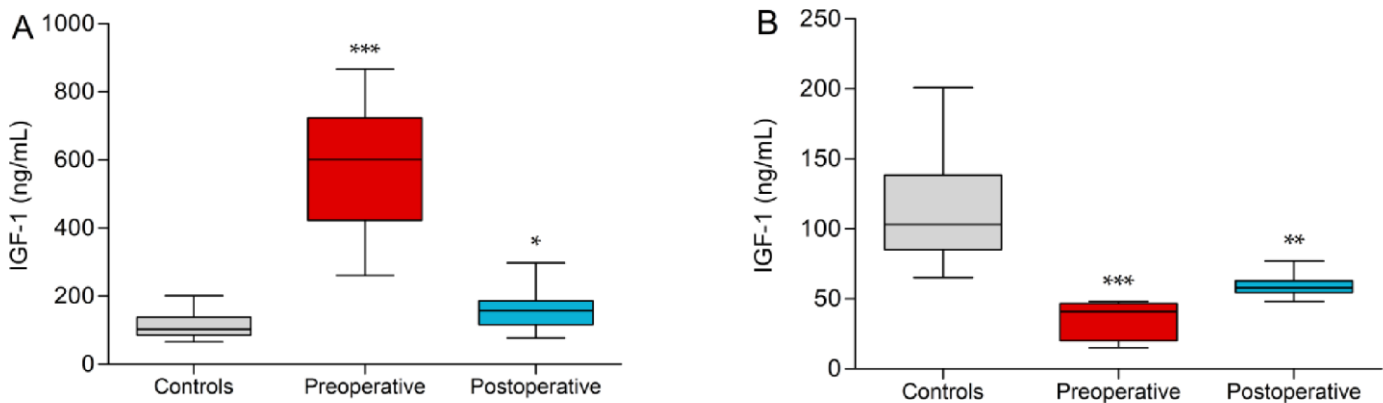 A
IGF-1 (ng/mL)
1000
800
600
400
200
0
***
*
Controls
Preoperative
Postoperative
B
IGF-1 (ng/mL)
250
200
150
100
50
0
***
**
Controls
Preoperative
Postoperative